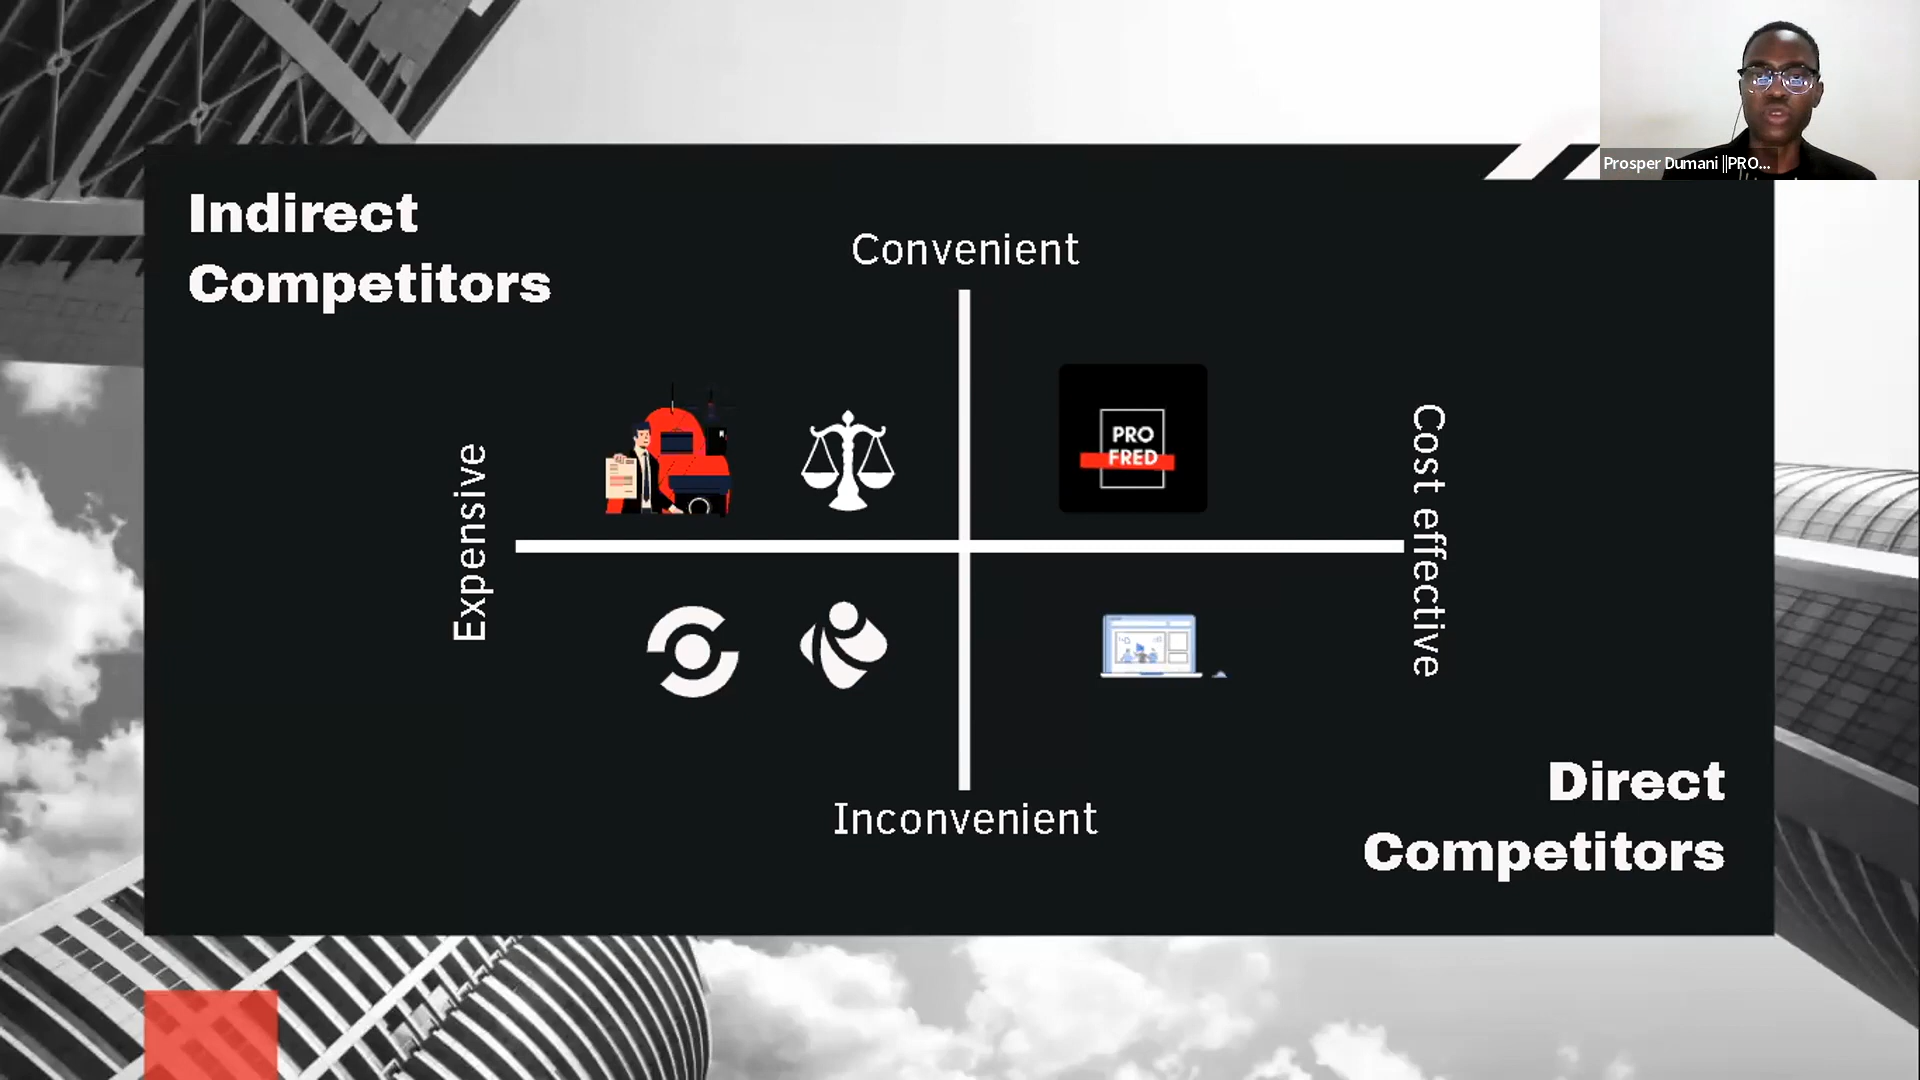 Prosper Dumani ||PRO...
Indirect
Competitors
Convenient
PRO
FRED
Expensive
Cost effective
Inconvenient
Direct
Competitors